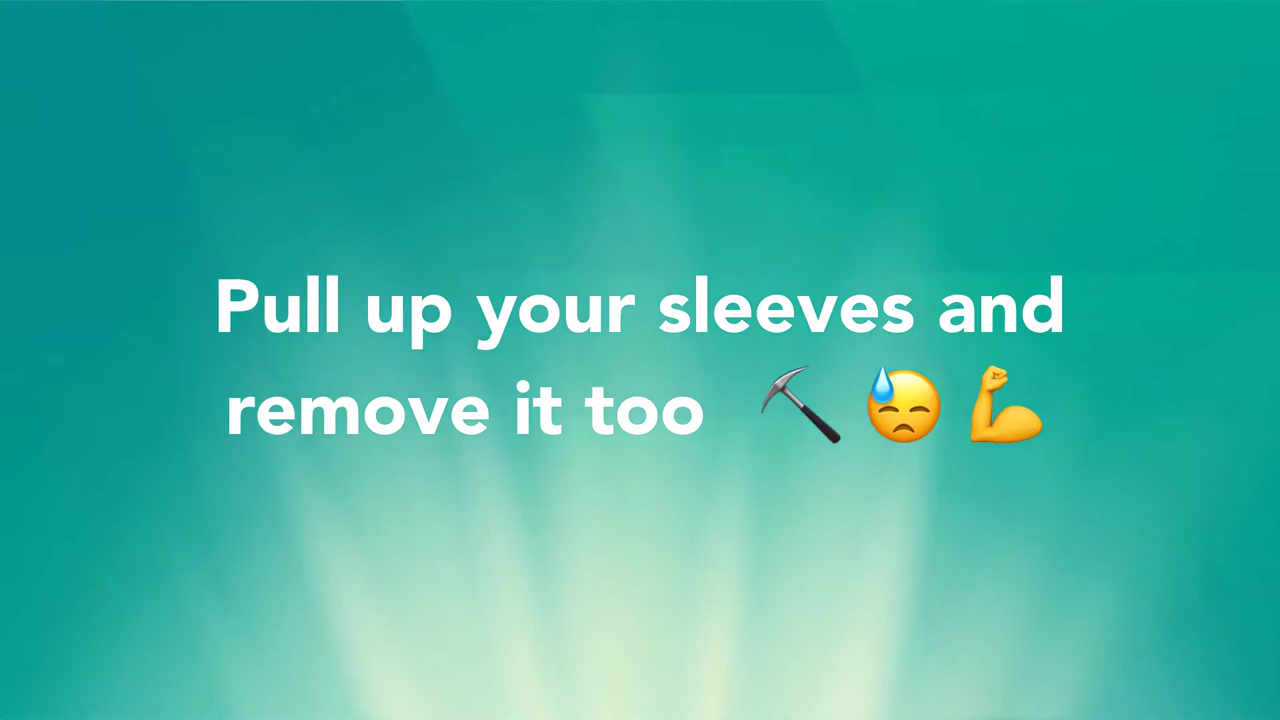 Pull up your sleeves and
remove it too ⛏️ 😓 💪